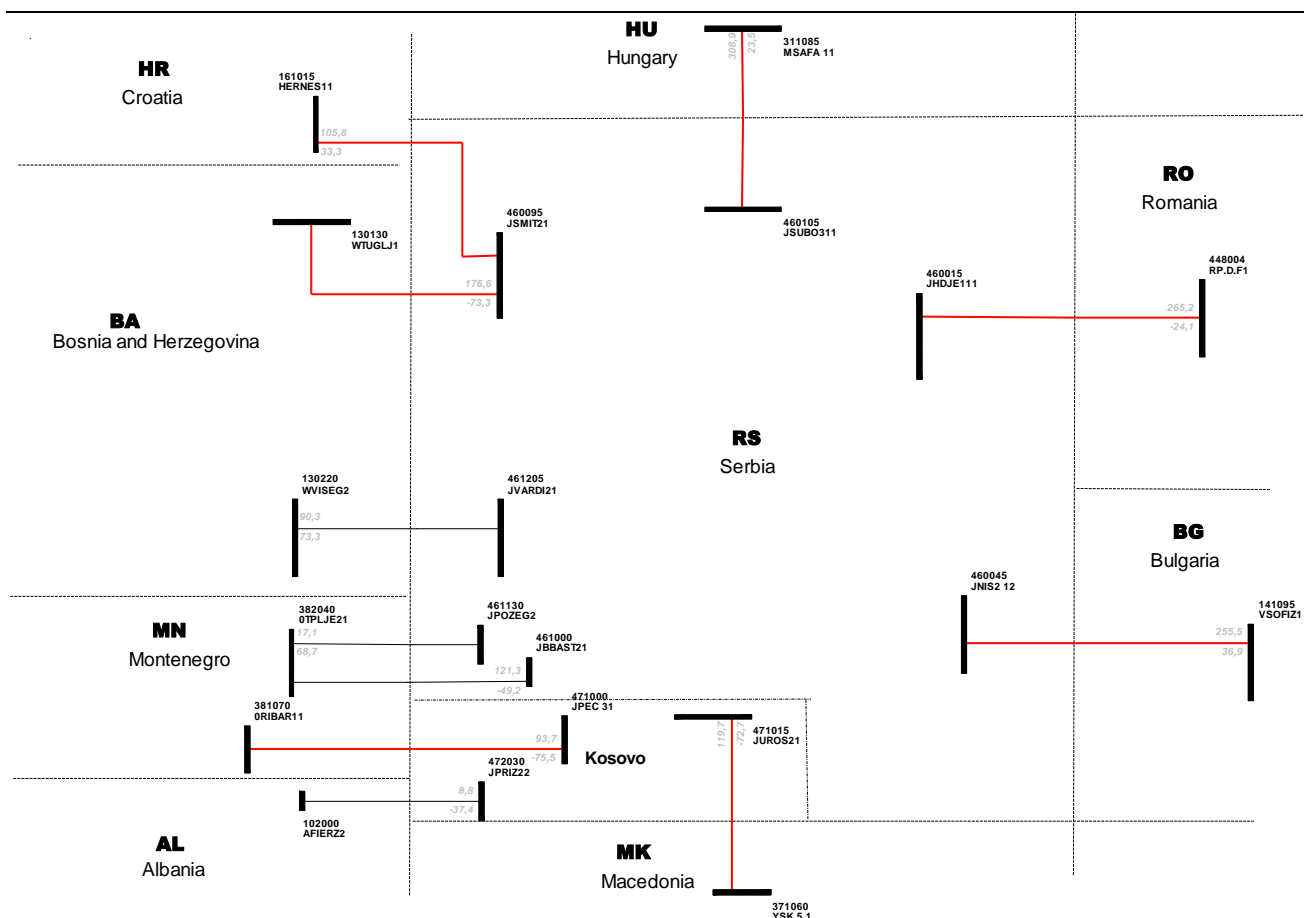 HU
Hungary
308,9
23,5
311085
MSAFA 11
HR
Croatia
161015
HERNES11
105,8
33,3
RO
Romania
130130
WTUGLJ1
460095
JSMIT21
176,6
-73,3
460105
JSUBO311
460015
JHDJE111
448004
RP.D.F1
265,2
-24,1
BA
Bosnia and Herzegovina
RS
Serbia
130220
WVISEG2
90,3
73,3
461205
JVARDI21
BG
Bulgaria
460045
JNIS2 12
141095
VSOFIZ1
255,5
36,9
MN
Montenegro
382040
0TPLJE21
17,1
68,7
461130
JPOZEG2
461000
JBBAST21
121,3
-49,2
381070
0RIBAR11
471000
JPEC 31
93,7
-75,5
Kosovo
119,7
-72,7
471015
JUROS21
472030
JPRIZ22
8,8
-37,4
102000
AFIERZ2
AL
Albania
MK
Macedonia
371060
YSK 5 1